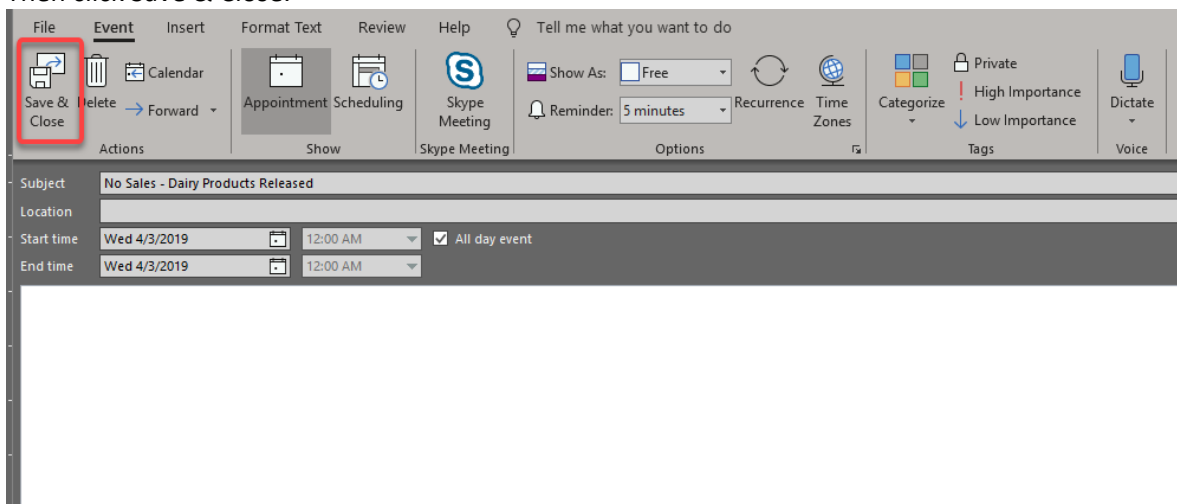 File Event Insert Format Text Review Help Tell me what you want to do
Save & Close
Delete
Calendar
Forward
Actions
Appointment
Scheduling
Show
Skype Meeting
Skype Meeting
Show As: Free
Reminder: 5 minutes
Recurrence
Time Zones
Options
Categorize
Private
High Importance
Low Importance
Tags
Dictate
Voice
Subject No Sales - Dairy Products Released
Location
Start time Wed 4/3/2019 12:00 AM All day event
End time Wed 4/3/2019 12:00 AM